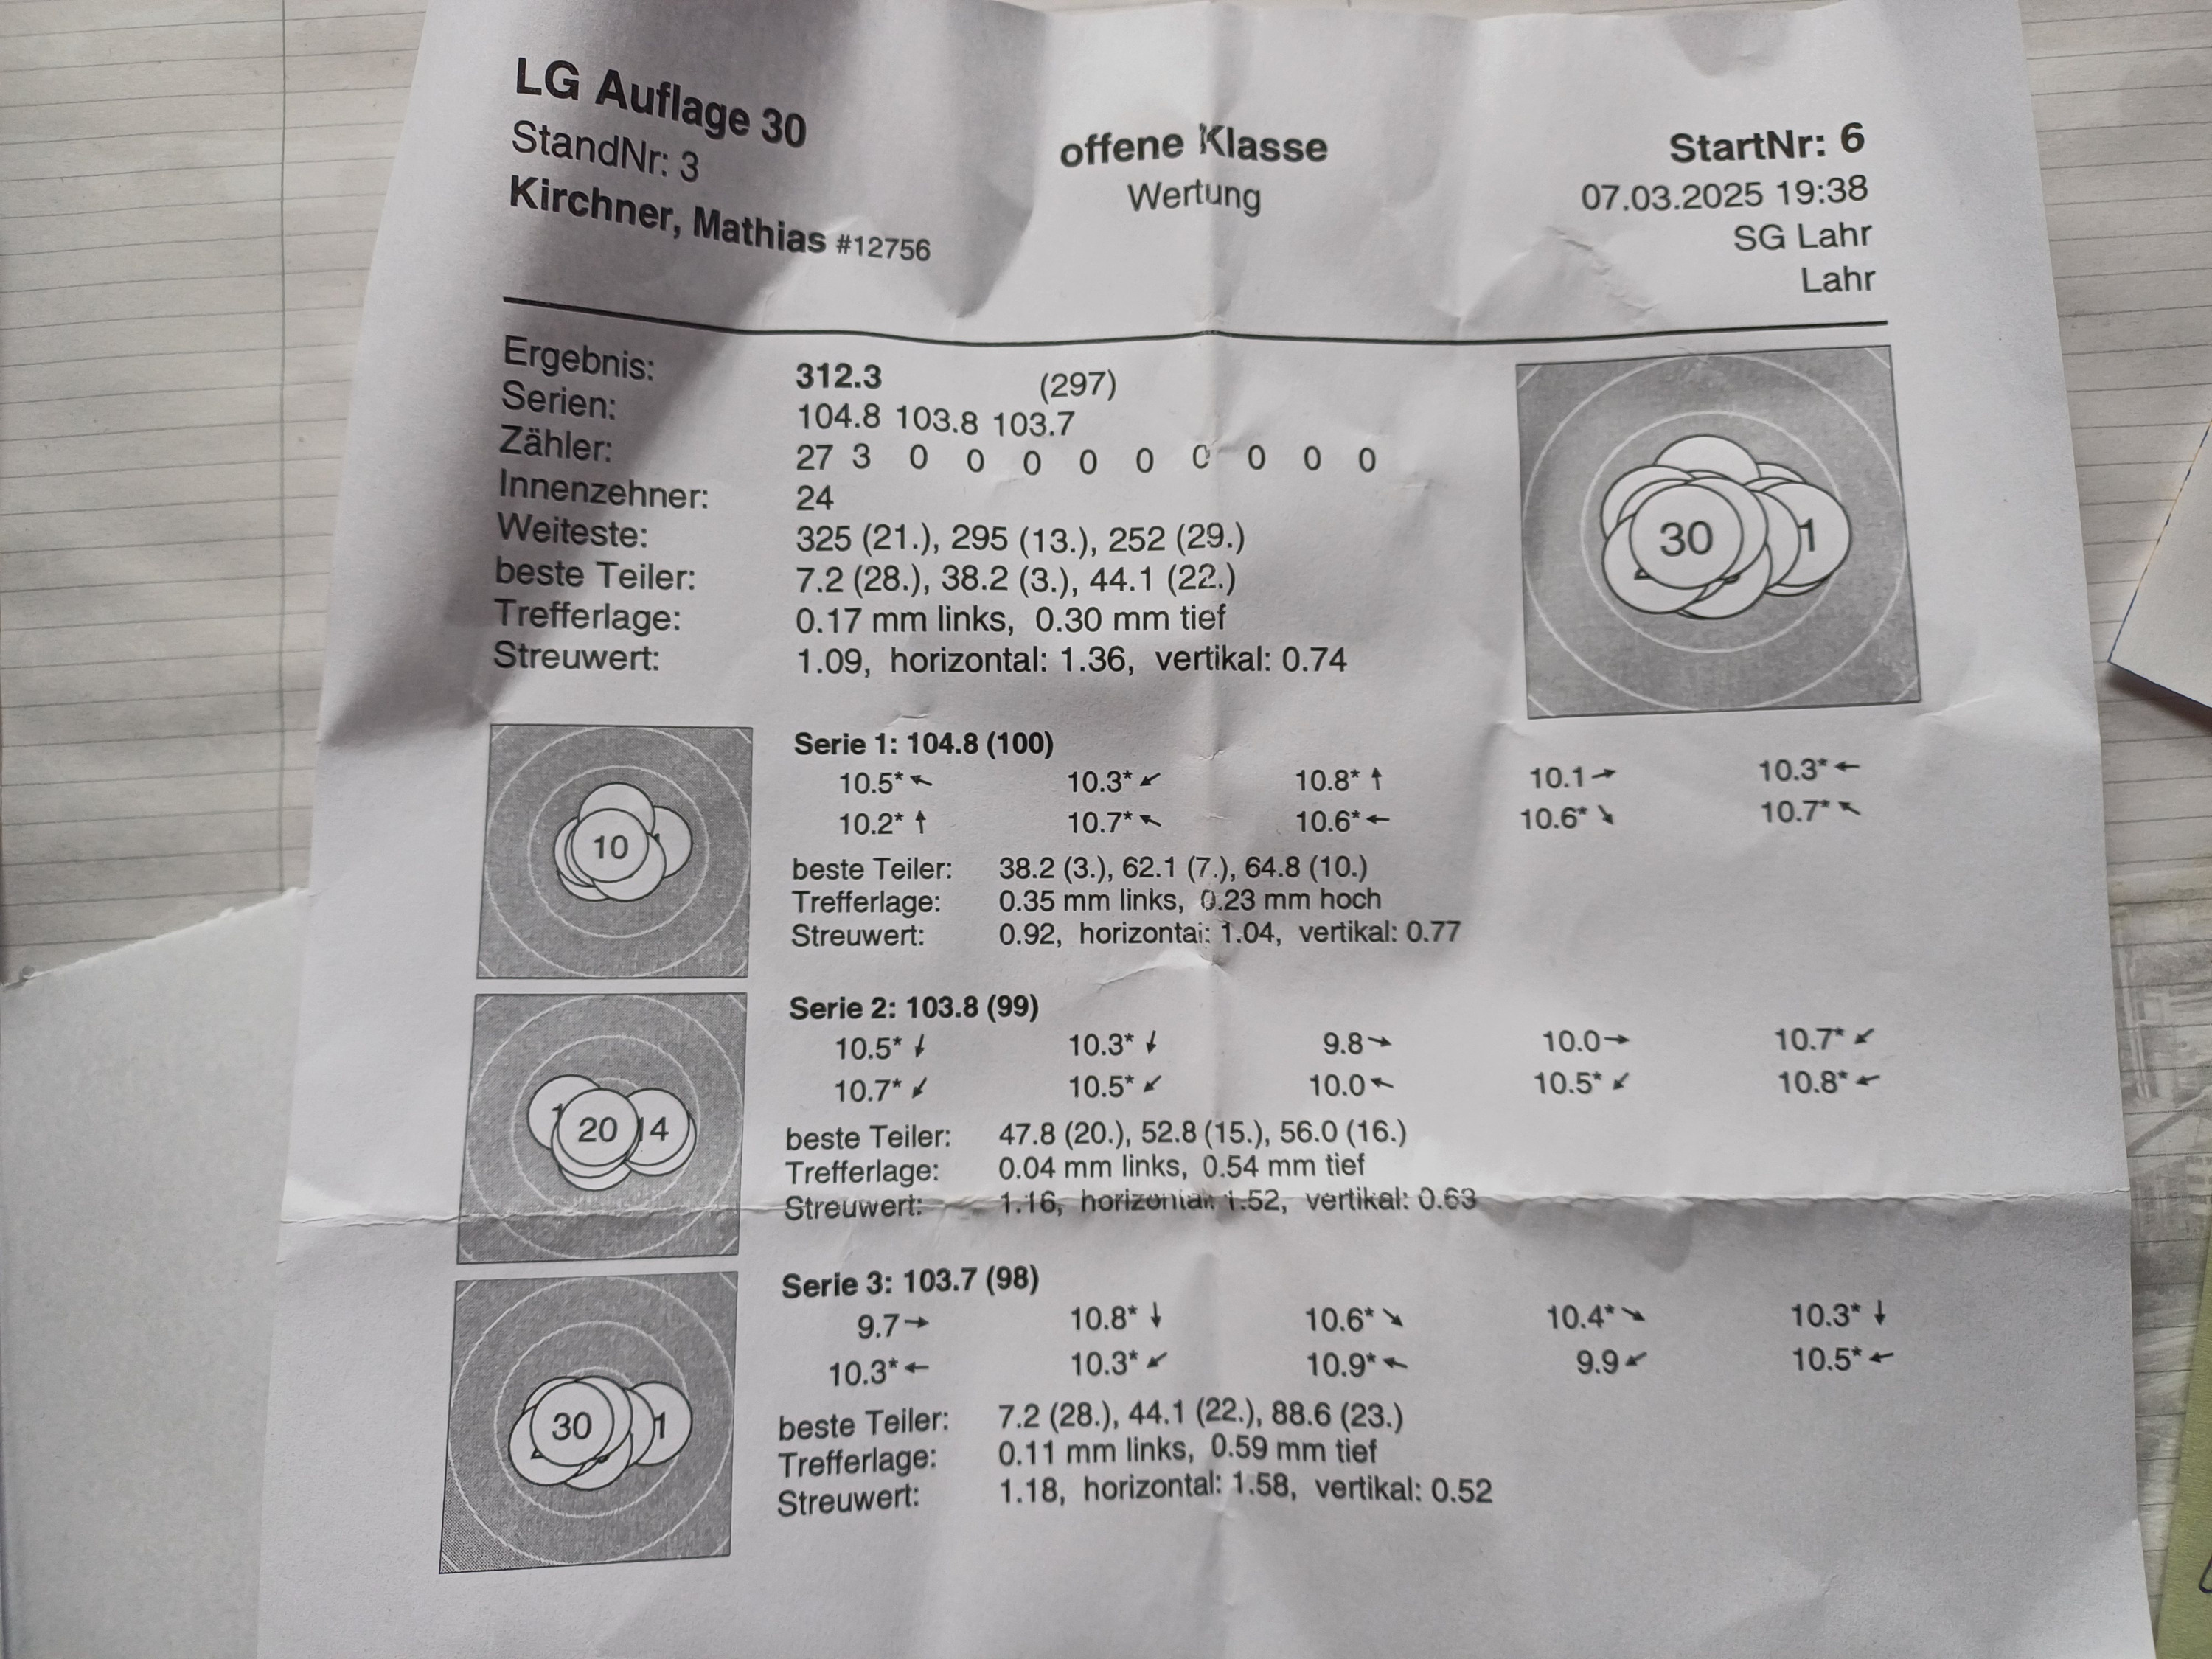 LG Auflage 30
StandNr: 3
Kirchner, Mathias #12756
offene Klasse
Wertung
StartNr: 6
07.03.2025 19:38
SG Lahr
Lahr
Ergebnis: 312.3 (297)
Serien: 104.8 103.8 103.7
Zähler: 27 3 0 0 0 0 0 0 0 0 0
Innenzehner: 24
Weiteste: 325 (21.), 295 (13.), 252 (29.)
beste Teiler: 7.2 (28.), 38.2 (3.), 44.1 (22.)
Trefferlage: 0.17 mm links, 0.30 mm tief
Streuwert: 1.09, horizontal: 1.36, vertikal: 0.74
30 1
Serie 1: 104.8 (100)
10.5* ↖ 10.3* ↙ 10.8* ↑ 10.1 → 10.3* ←
10.2* ↑ 10.7* ↖ 10.6* ← 10.6* ↘ 10.7* ↖
beste Teiler: 38.2 (3.), 62.1 (7.), 64.8 (10.)
Trefferlage: 0.35 mm links, 0.23 mm hoch
Streuwert: 0.92, horizontal: 1.04, vertikal: 0.77
10
Serie 2: 103.8 (99)
10.5* ↓ 10.3* ↓ 9.8 → 10.0 → 10.7* ↙
10.7* ↙ 10.5* ↙ 10.0 ↖ 10.5* ↙ 10.8* ←
beste Teiler: 47.8 (20.), 52.8 (15.), 56.0 (16.)
Trefferlage: 0.04 mm links, 0.54 mm tief
Streuwert: 1.16, horizontal: 1.52, vertikal: 0.63
1 20 14
Serie 3: 103.7 (98)
9.7 → 10.8* ↓ 10.6* ↘ 10.4* ↘ 10.3* ↓
10.3* ← 10.3* ↙ 10.9* ↖ 9.9 ↙ 10.5* ←
beste Teiler: 7.2 (28.), 44.1 (22.), 88.6 (23.)
Trefferlage: 0.11 mm links, 0.59 mm tief
Streuwert: 1.18, horizontal: 1.58, vertikal: 0.52
30 1